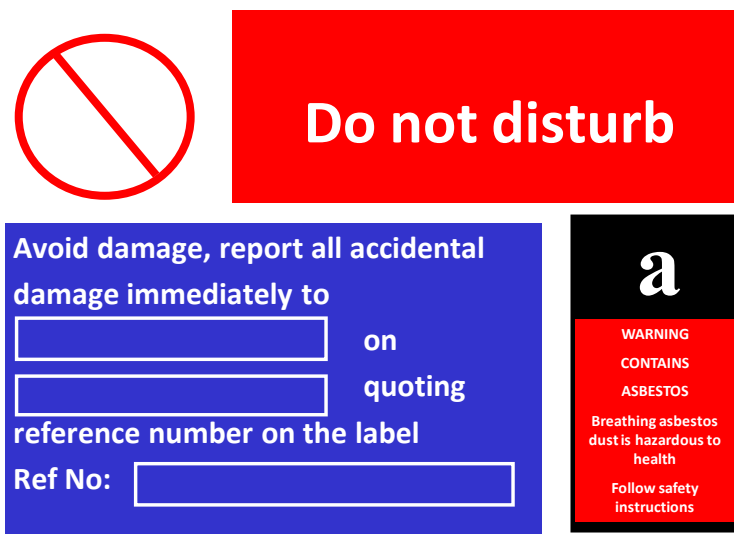 Do not disturb
Avoid damage, report all accidental
damage immediately to
on
quoting
reference number on the label
Ref No:
a
WARNING
CONTAINS
ASBESTOS
Breathing asbestos
dust is hazardous to
health
Follow safety
instructions